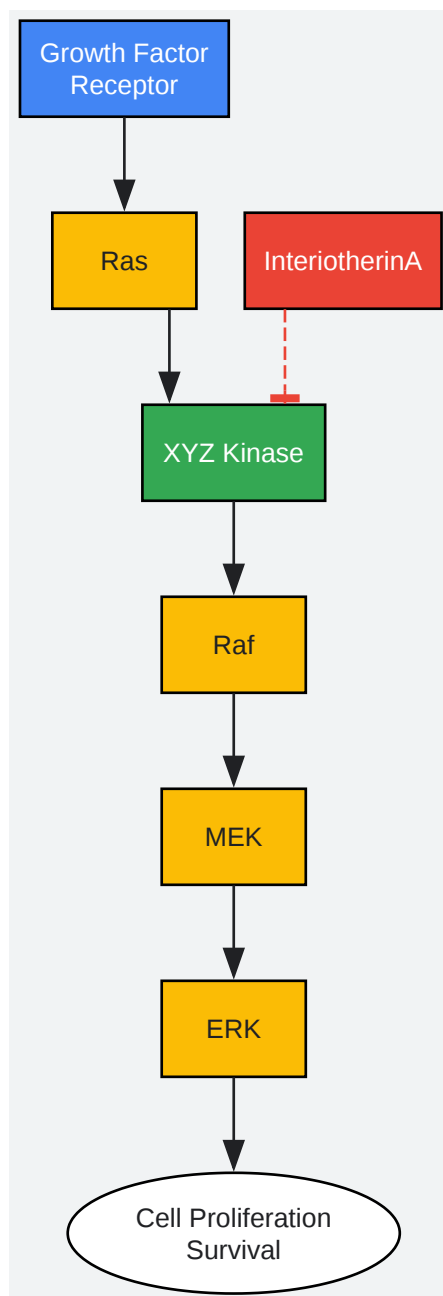 Growth Factor
Receptor
Ras
InteriotherinA
XYZ Kinase
Raf
MEK
ERK
Cell Proliferation
Survival